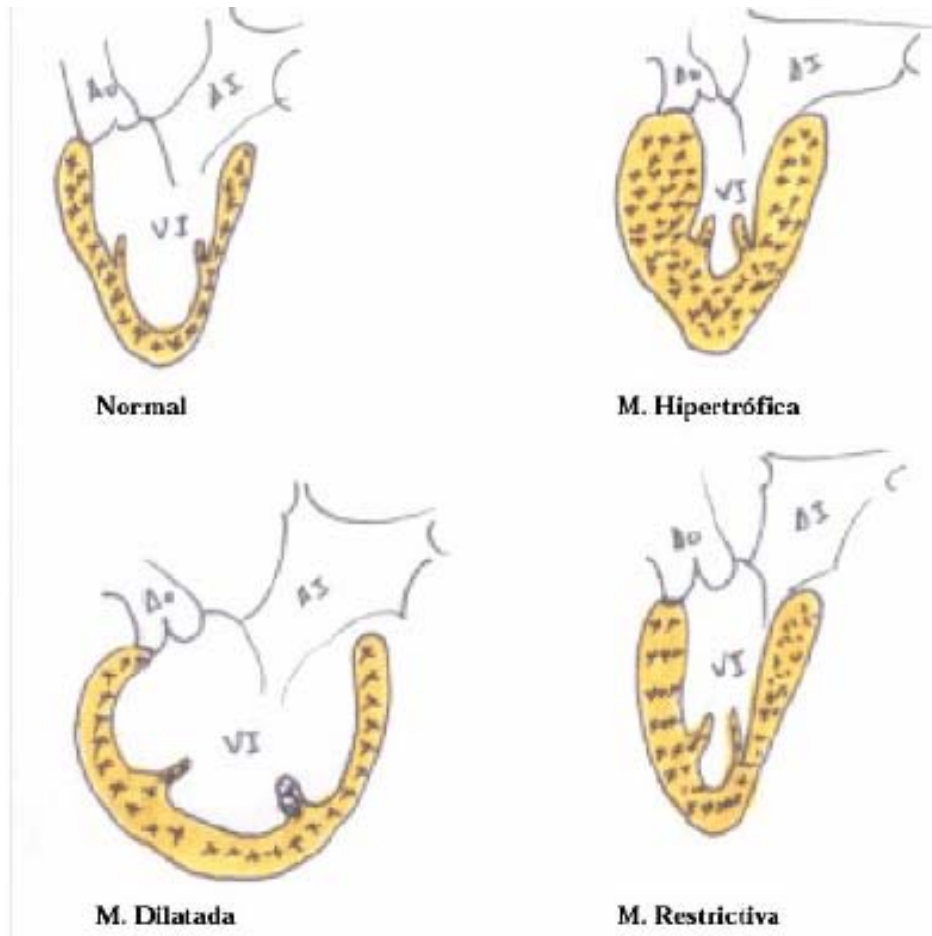 Ao
AI
VI
Normal
Ao
AI
VI
M. Hipertrófica
Ao
AI
VI
M. Dilatada
Ao
AI
VI
M. Restrictiva